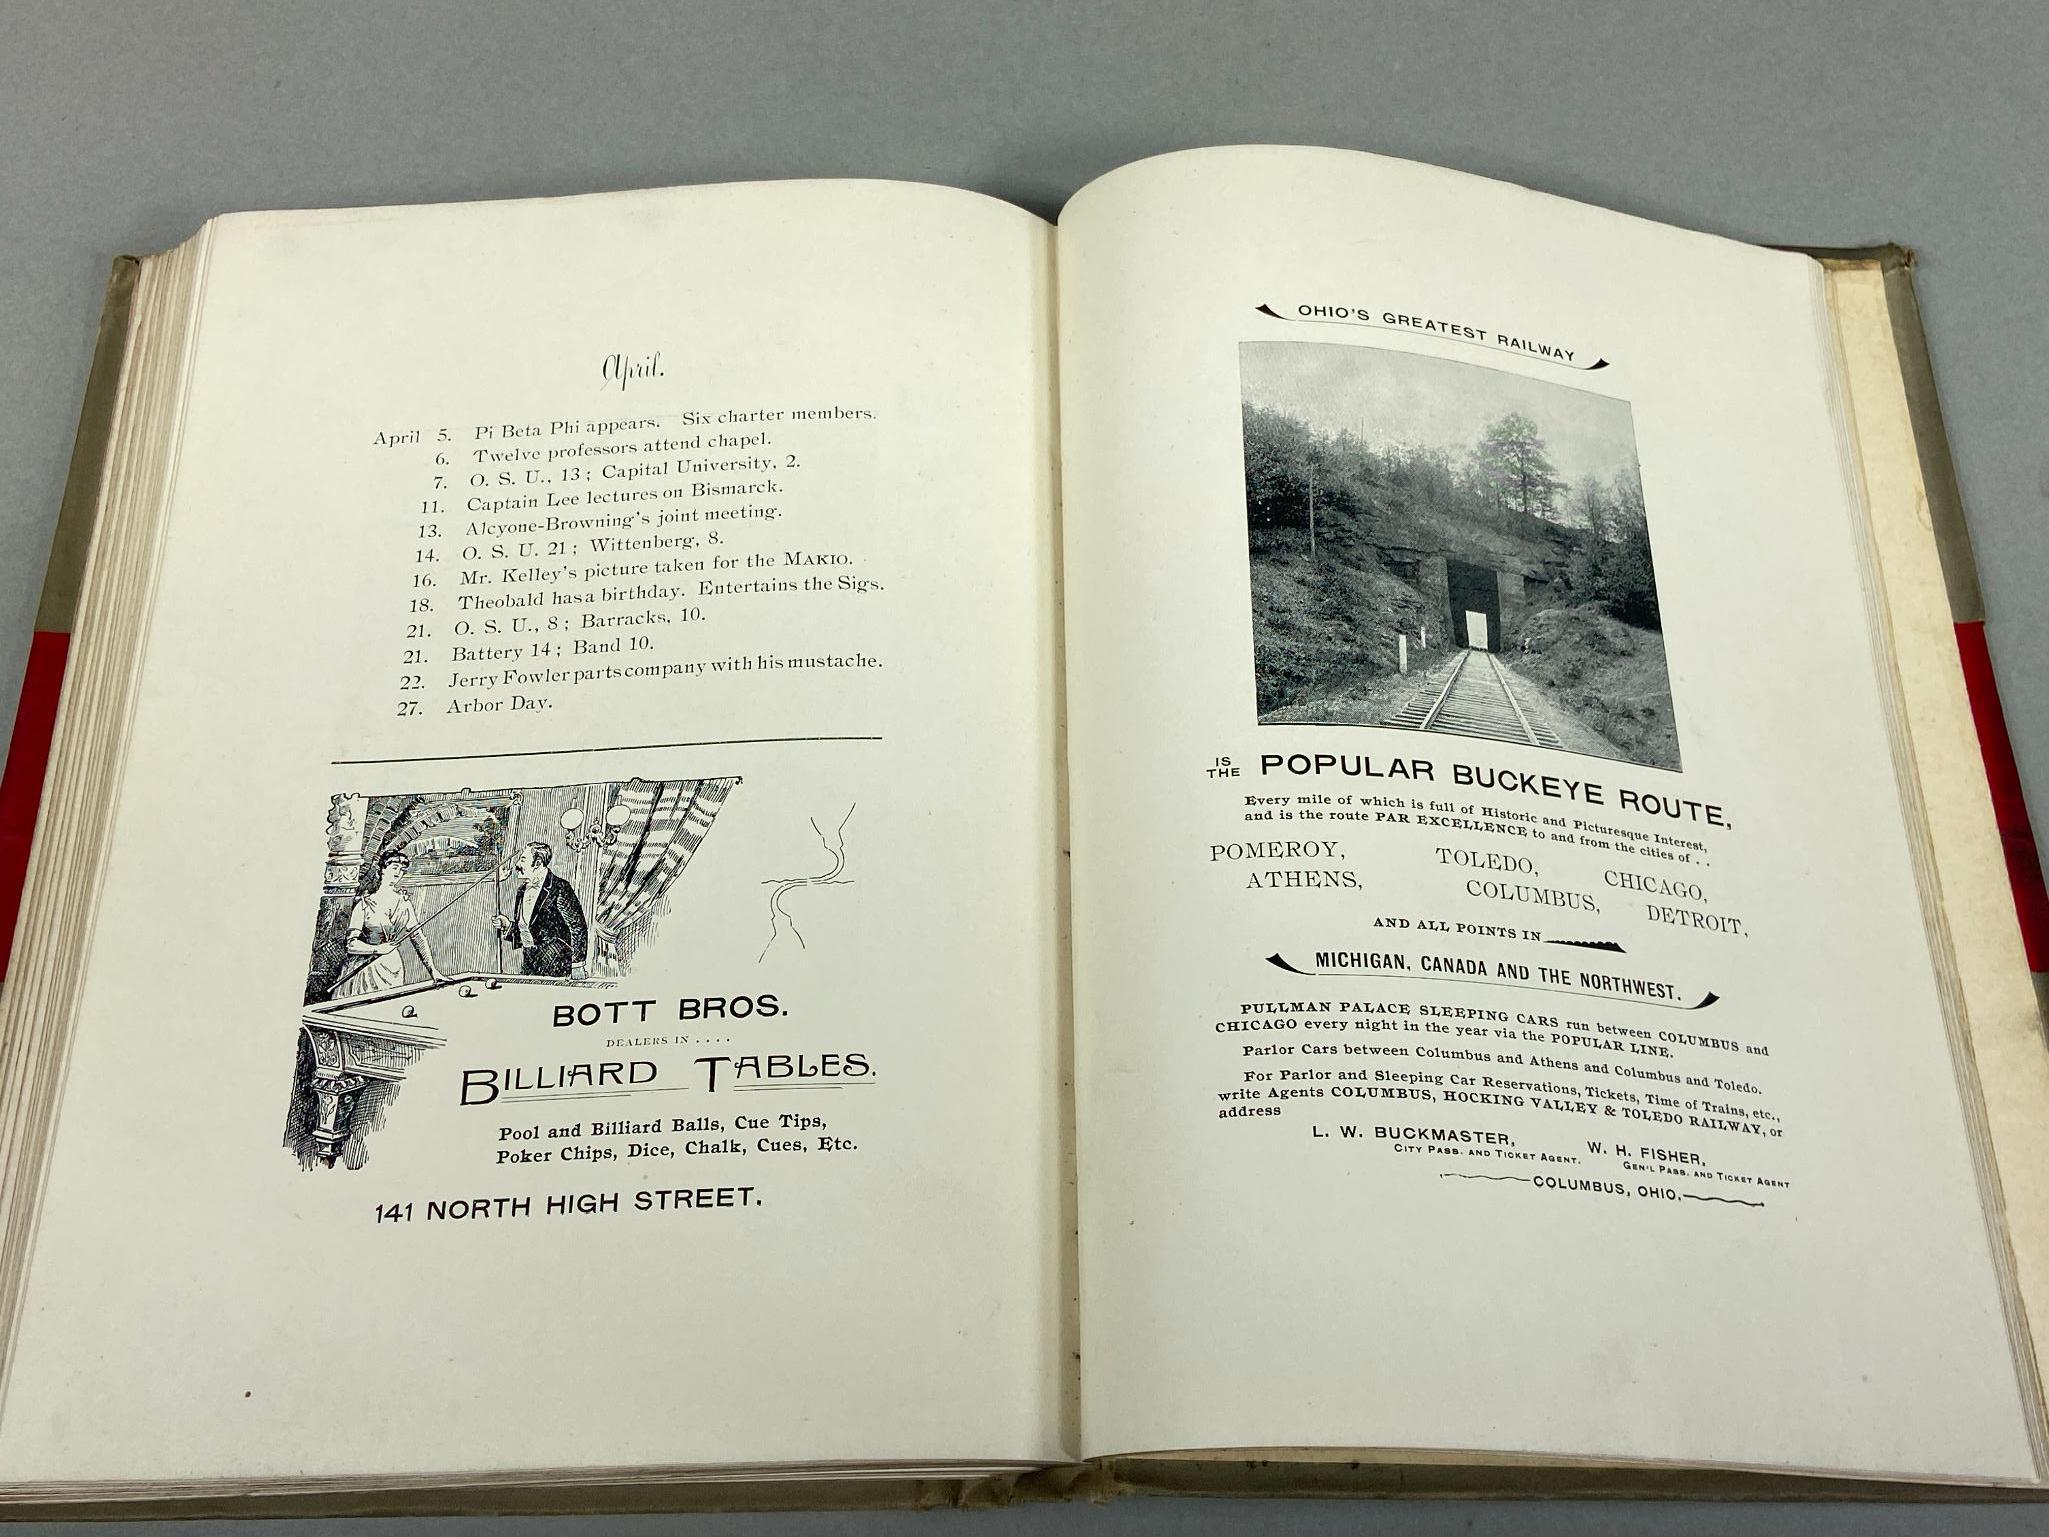 April.
April 5. Pi Beta Phi appears. Six charter members.
6. Twelve professors attend chapel.
7. O. S. U., 13; Capital University, 2.
11. Captain Lee lectures on Bismarck.
13. Alcyone-Browning's joint meeting.
14. O. S. U. 21; Wittenberg, 8.
16. Mr. Kelley's picture taken for the MAKIO.
18. Theobald has a birthday. Entertains the Sigs.
21. O. S. U., 8; Barracks, 10.
21. Battery 14; Band 10.
22. Jerry Fowler parts company with his mustache.
27. Arbor Day.
BOTT BROS.
DEALERS IN ....
BILLIARD TABLES.
Pool and Billiard Balls, Cue Tips,
Poker Chips, Dice, Chalk, Cues, Etc.
141 NORTH HIGH STREET.
OHIO'S GREATEST RAILWAY
IS THE POPULAR BUCKEYE ROUTE,
Every mile of which is full of Historic and Picturesque Interest,
and is the route PAR EXCELLENCE to and from the cities of . .
POMEROY, TOLEDO, CHICAGO,
ATHENS, COLUMBUS, DETROIT,
AND ALL POINTS IN
MICHIGAN, CANADA AND THE NORTHWEST.
PULLMAN PALACE SLEEPING CARS run between COLUMBUS and
CHICAGO every night in the year via the POPULAR LINE.
Parlor Cars between Columbus and Athens and Columbus and Toledo.
For Parlor and Sleeping Car Reservations, Tickets, Time of Trains, etc.,
write Agents COLUMBUS, HOCKING VALLEY & TOLEDO RAILWAY, or
address
L. W. BUCKMASTER, W. H. FISHER,
CITY PASS. AND TICKET AGENT. GEN'L PASS. AND TICKET AGENT
COLUMBUS, OHIO,